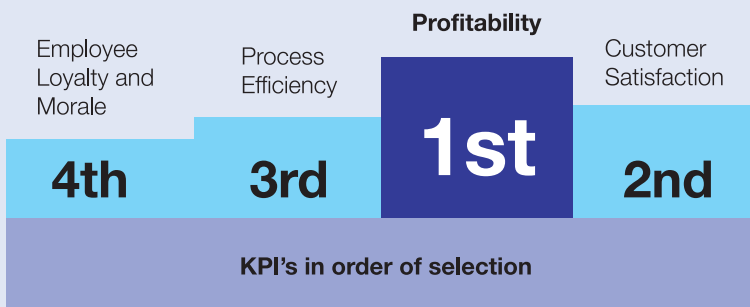 Employee
Loyalty and
Morale
4th
Process
Efficiency
3rd
Profitability
1st
Customer
Satisfaction
2nd
KPI's in order of selection